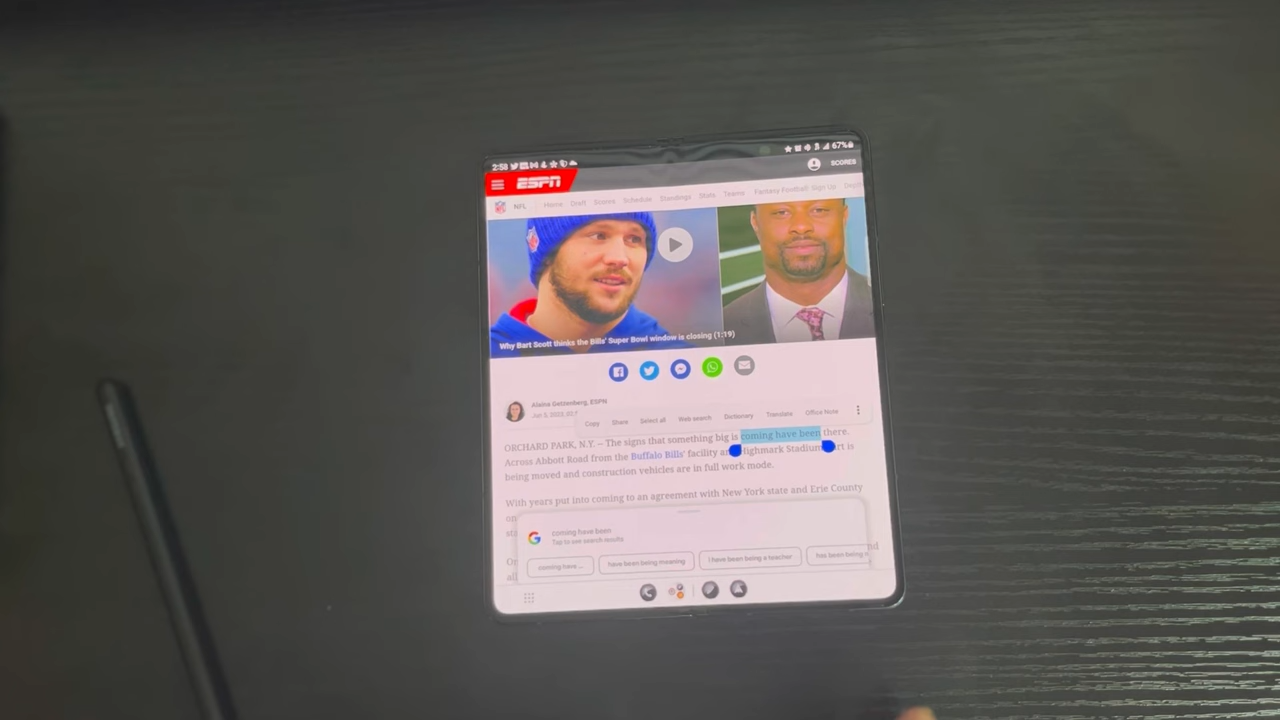 2:58
67%
ESPN
SCORES
NFL Home Draft Scores Schedule Standings Stats Teams Fantasy Football: Sign Up Depth
Why Bart Scott thinks the Bills' Super Bowl window is closing (1:19)
Alaina Getzenberg, ESPN
Jun 5, 2023,
Copy Share Select all Web search Dictionary Translate Office Note
ORCHARD PARK, N.Y. -- The signs that something big is coming have been there.
Across Abbott Road from the Buffalo Bills' facility and Highmark Stadium, dirt is
being moved and construction vehicles are in full work mode.
With years put into coming to an agreement with New York state and Erie County
on
coming have been
Tap to see search results
coming have ...
have been being meaning
i have been being a teacher
has been being